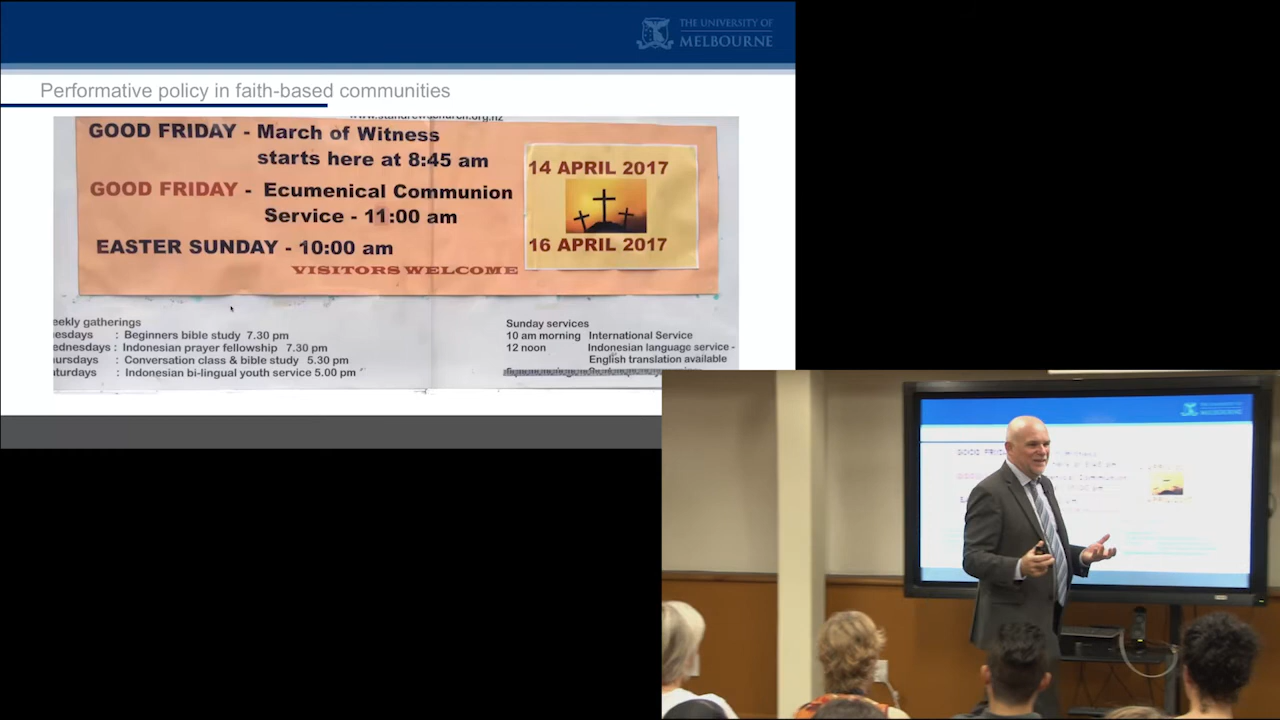 THE UNIVERSITY OF
MELBOURNE
Performative policy in faith-based communities
GOOD FRIDAY - March of Witness
starts here at 8:45 am
GOOD FRIDAY - Ecumenical Communion
Service - 11:00 am
EASTER SUNDAY - 10:00 am
VISITORS WELCOME
14 APRIL 2017
16 APRIL 2017
eekly gatherings
esdays : Beginners bible study 7.30 pm
ednesdays : Indonesian prayer fellowship 7.30 pm
ursdays : Conversation class & bible study 5.30 pm
turdays : Indonesian bi-lingual youth service 5.00 pm
Sunday services
10 am morning International Service
12 noon Indonesian language service -
English translation available